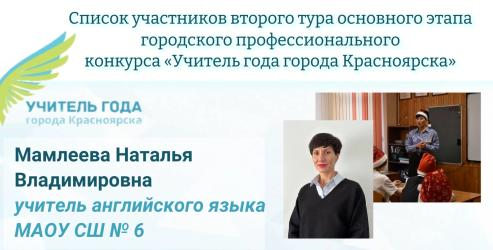 Список участников второго тура основного этапа
городского профессионального
конкурса «Учитель года города Красноярска»
УЧИТЕЛЬ ГОДА
города Красноярска
Мамлеева Наталья
Владимировна
учитель английского языка
МАОУ СШ № 6